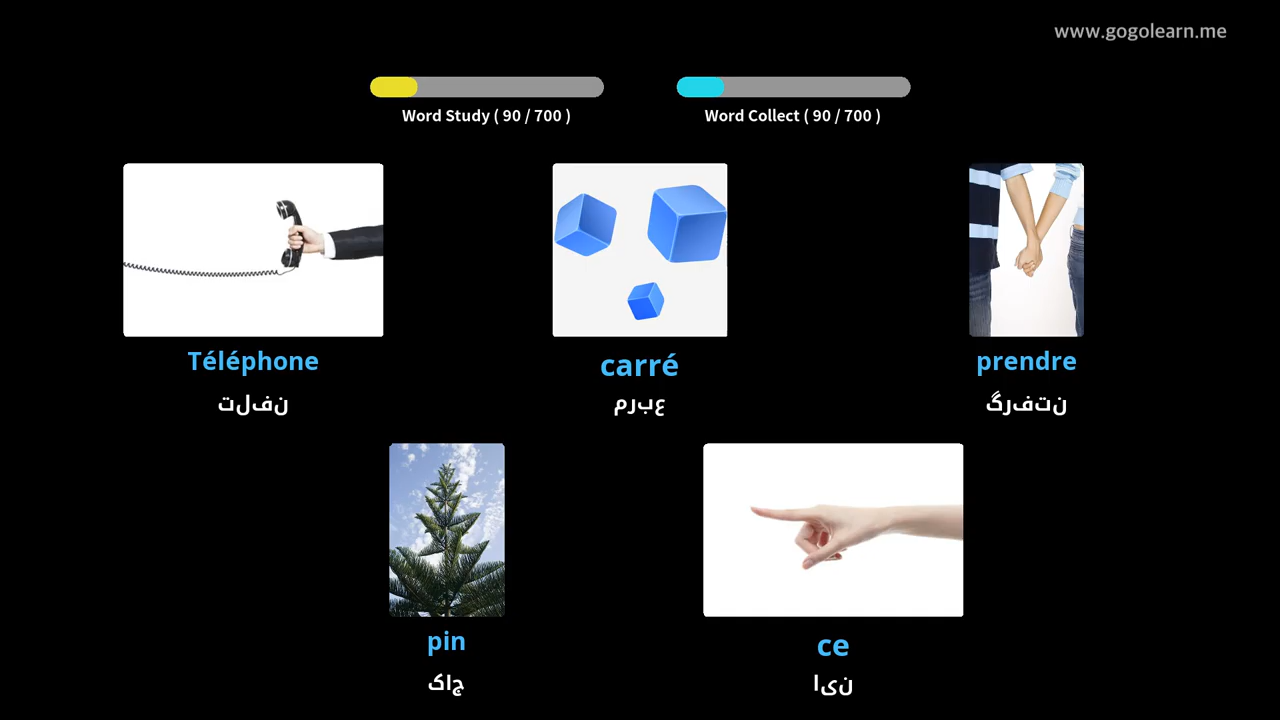 www.gogolearn.me
Word Study ( 90 / 700 )
Word Collect ( 90 / 700 )
Téléphone
تلفن
carré
مربع
prendre
گرفتن
pin
کاج
ce
این